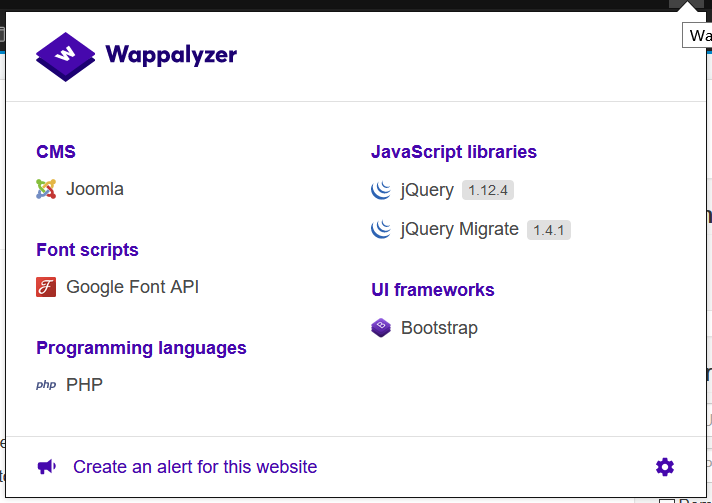 Wappalyzer
Wa
CMS
Joomla
Font scripts
Google Font API
Programming languages
php PHP
JavaScript libraries
jQuery 1.12.4
jQuery Migrate 1.4.1
UI frameworks
Bootstrap
Create an alert for this website